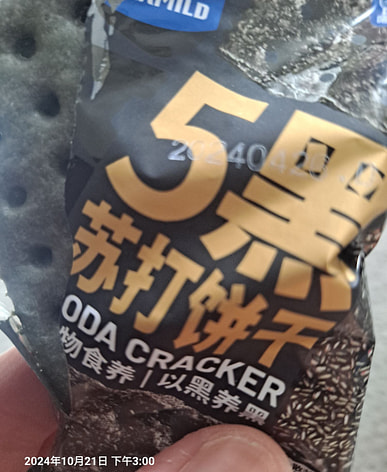 MILD
5黑
苏打饼干
ODA CRACKER
物食养 | 以黑养黑
2024年10月21日 下午3:00